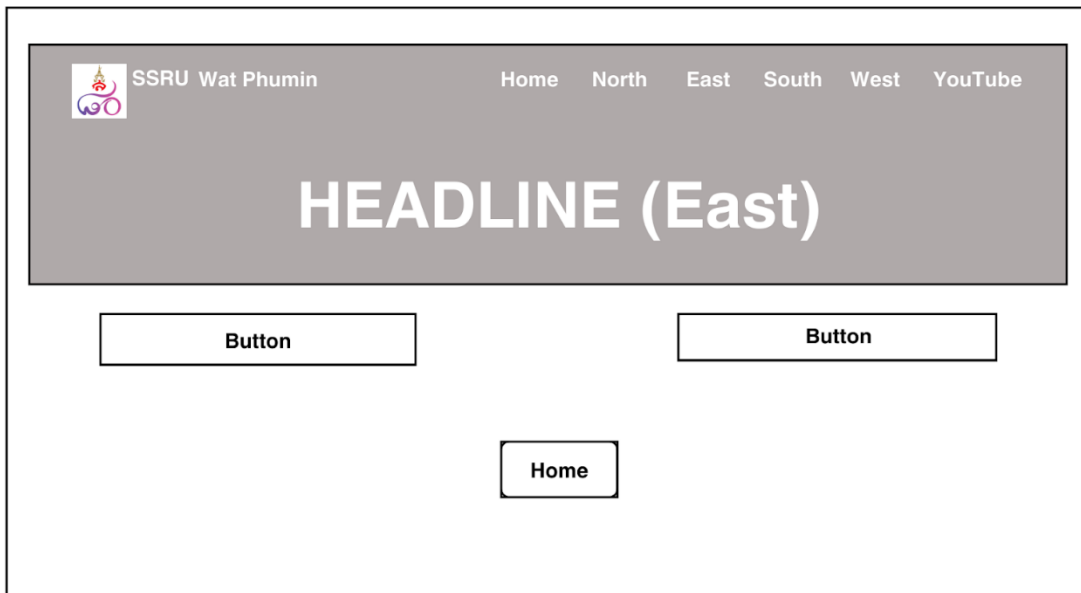 SSRU Wat Phumin Home North East South West YouTube
HEADLINE (East)
Button Button
Home